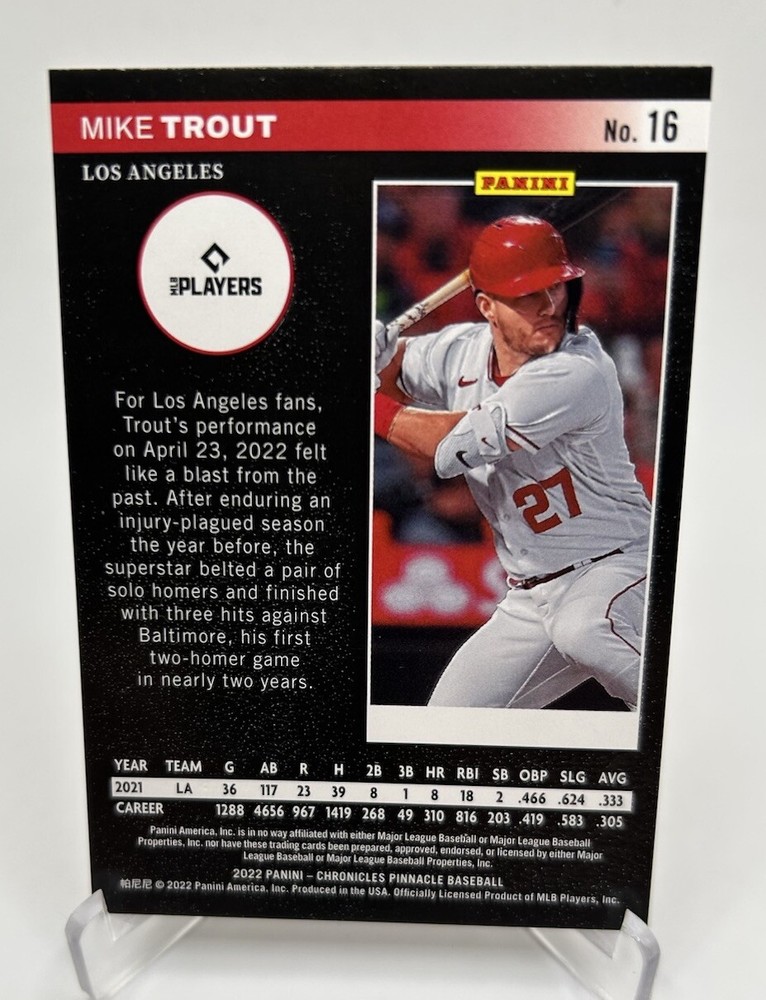 MIKE TROUT
No. 16
LOS ANGELES
PANINI
MLB PLAYERS
For Los Angeles fans,
Trout's performance
on April 23, 2022 felt
like a blast from the
past. After enduring an
injury-plagued season
the year before, the
superstar belted a pair of
solo homers and finished
with three hits against
Baltimore, his first
two-homer game
in nearly two years.
27
YEAR TEAM G AB R H 2B 3B HR RBI SB OBP SLG AVG
2021 LA 36 117 23 39 8 1 8 18 2 .466 .624 .333
CAREER 1288 4656 967 1419 268 49 310 816 203 .419 .583 .305
Panini America, Inc. is in no way affiliated with either Major League Baseball or Major League Baseball
Properties, Inc. nor have these trading cards been prepared, approved, endorsed, or licensed by either Major
League Baseball or Major League Baseball Properties, Inc.
2022 PANINI – CHRONICLES PINNACLE BASEBALL
帕尼尼 © 2022 Panini America, Inc. Produced in the USA. Officially Licensed Product of MLB Players, Inc.